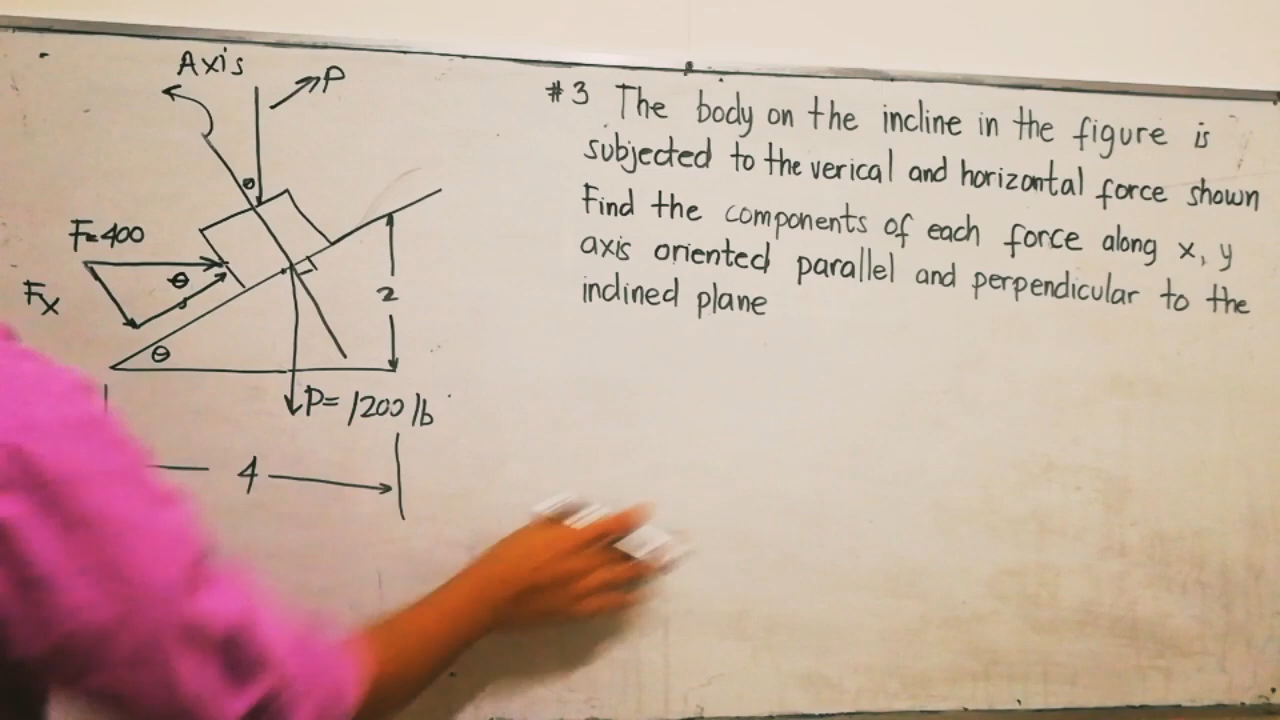 Axis
P
θ
F=400
θ
Fx
θ
2
P= 1200 lb
4
#3 The body on the incline in the figure is
subjected to the verical and horizontal force shown
Find the components of each force along x, y
axis oriented parallel and perpendicular to the
inclined plane